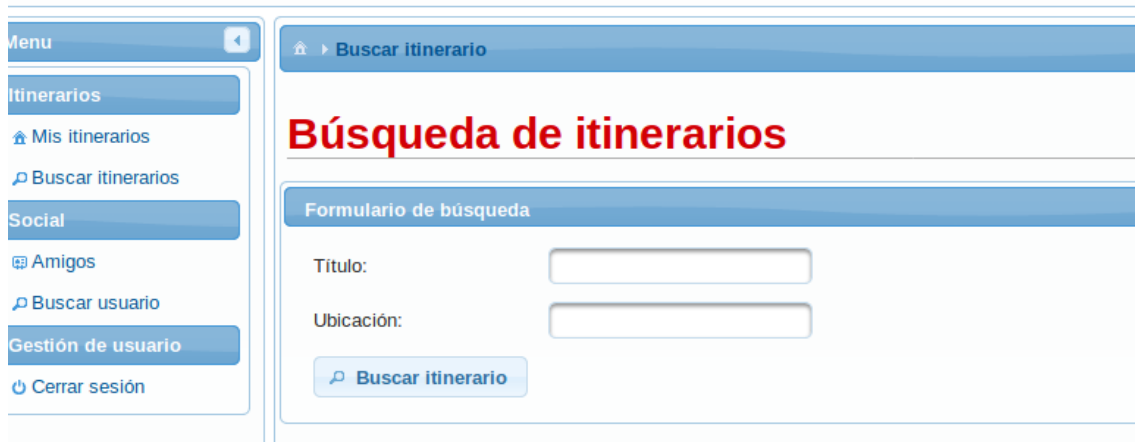 Menu
Itinerarios
Mis itinerarios
Buscar itinerarios
Social
Amigos
Buscar usuario
Gestión de usuario
Cerrar sesión
Buscar itinerario
Búsqueda de itinerarios
Formulario de búsqueda
Título:
Ubicación:
Buscar itinerario